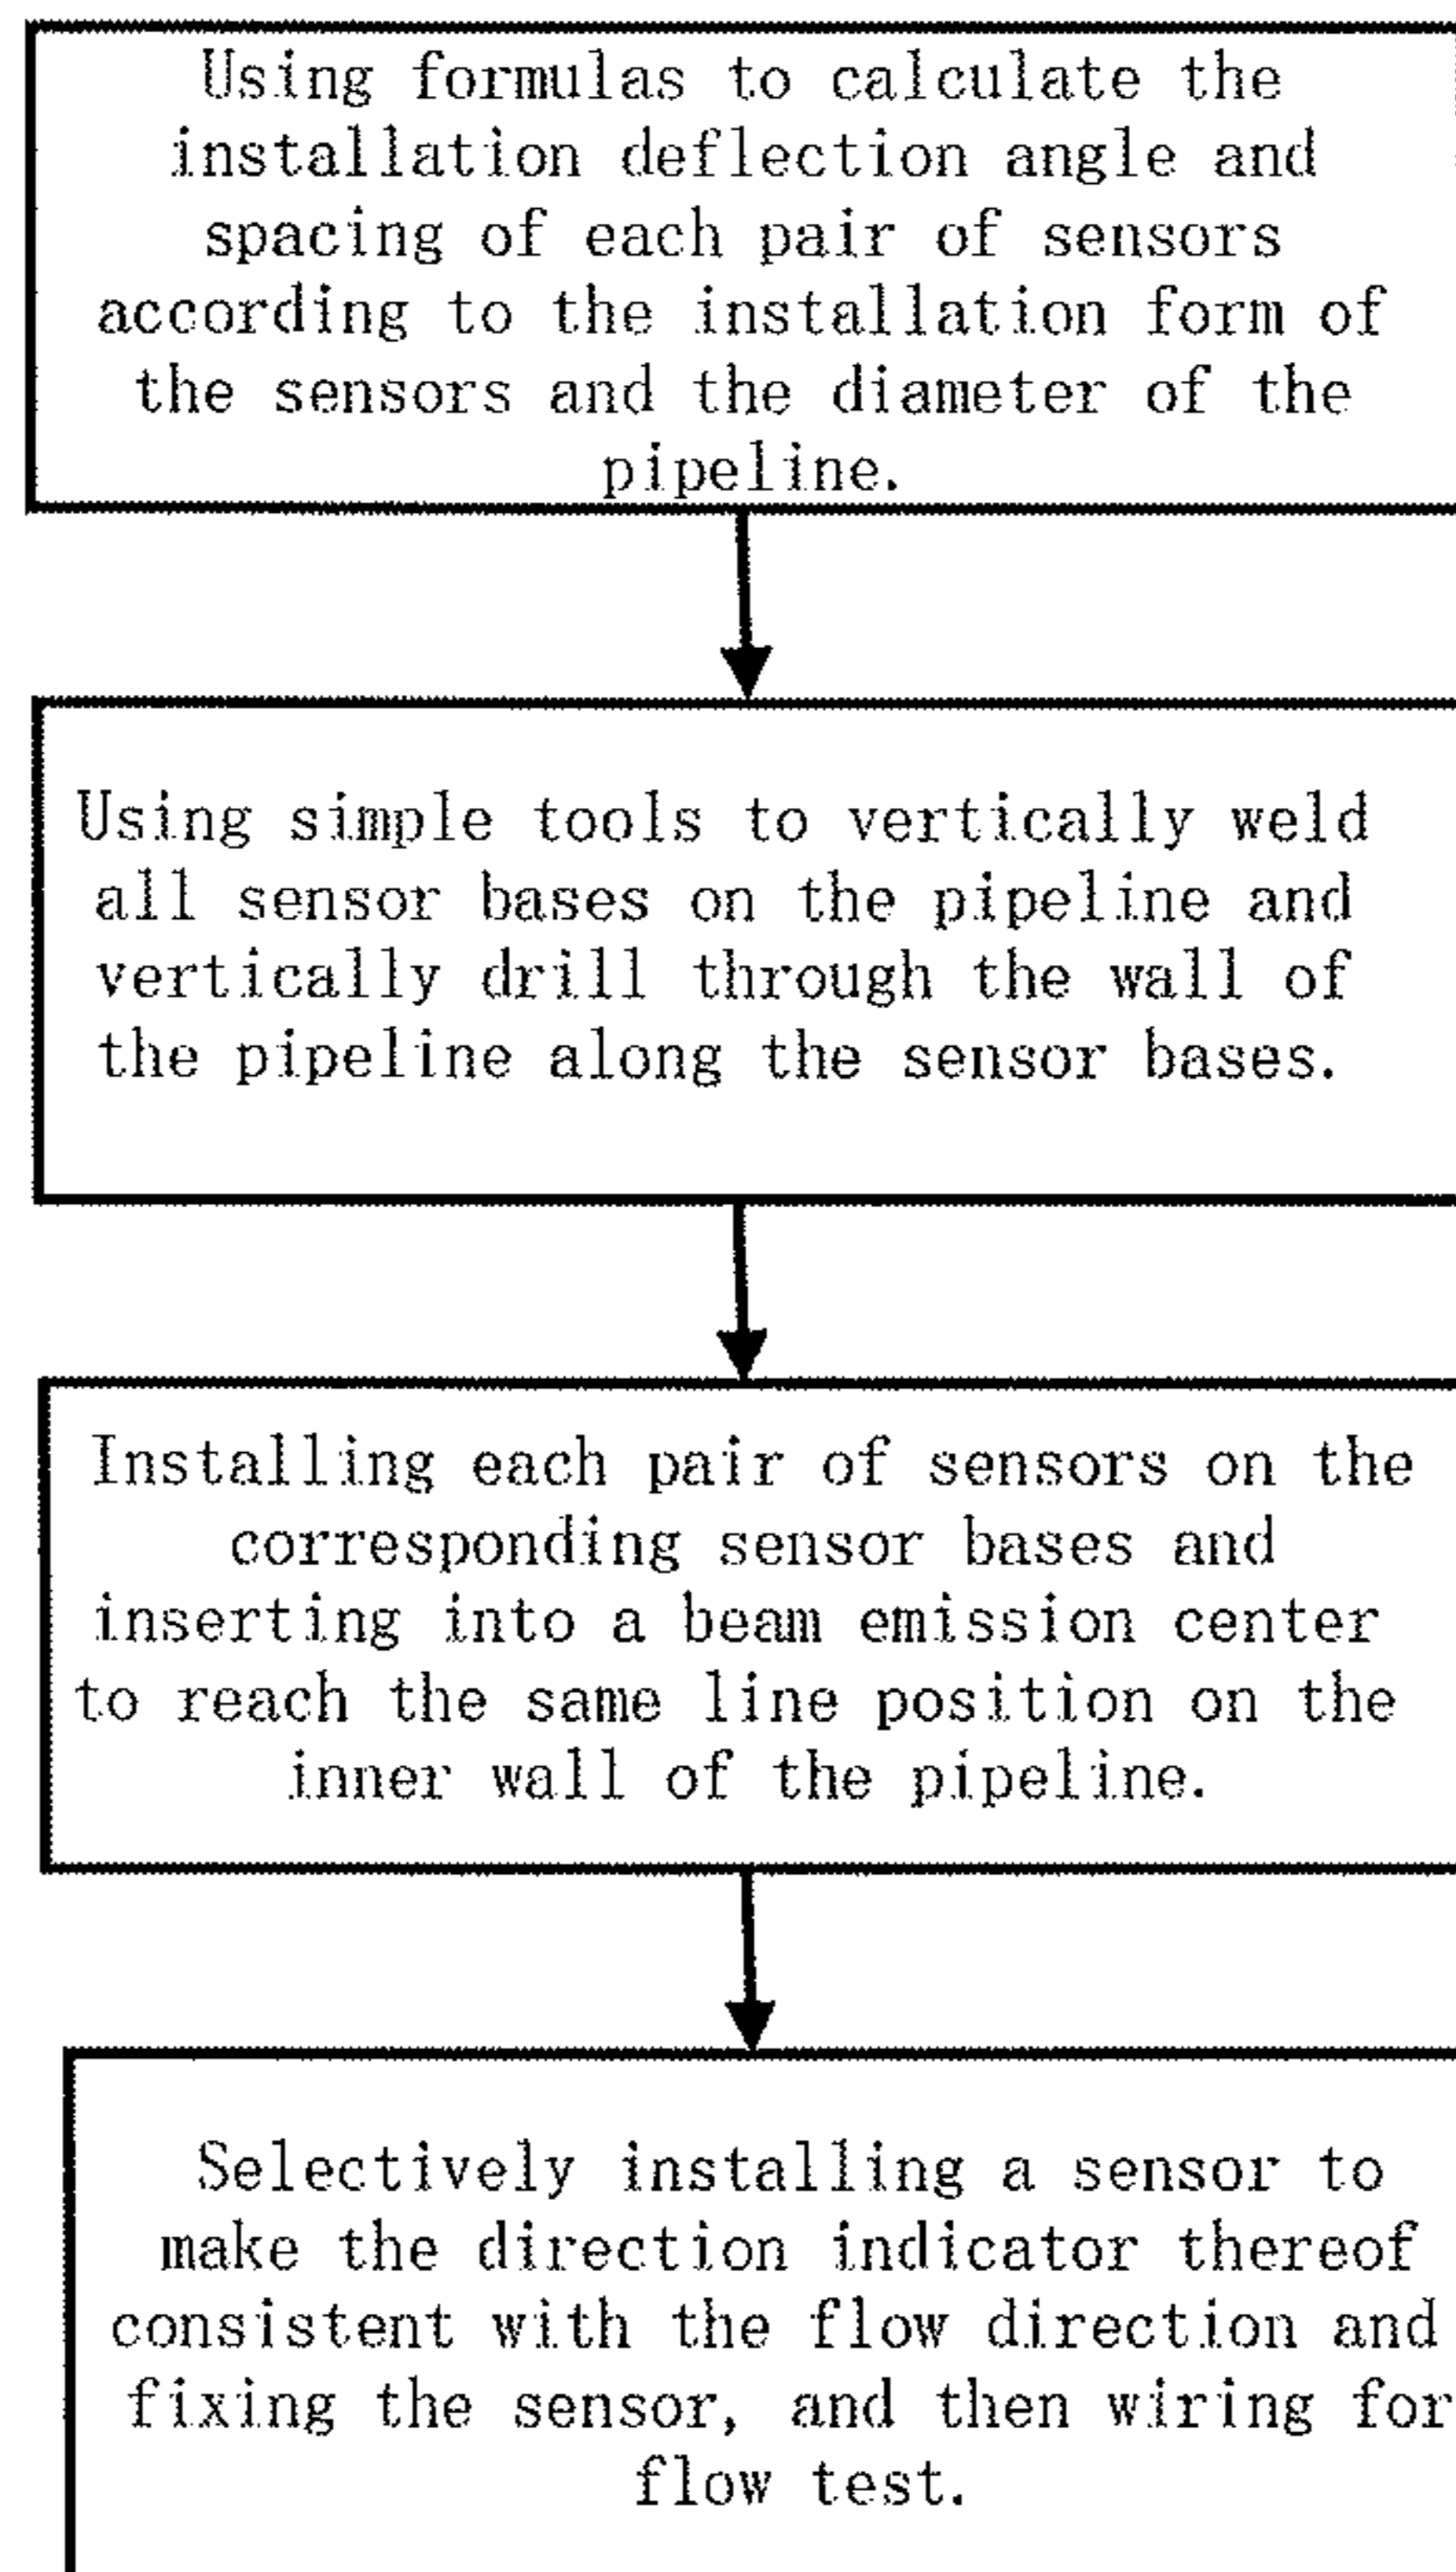 Using formulas to calculate the
installation deflection angle and
spacing of each pair of sensors
according to the installation form of
the sensors and the diameter of the
pipeline.
Using simple tools to vertically weld
all sensor bases on the pipeline and
vertically drill through the wall of
the pipeline along the sensor bases.
Installing each pair of sensors on the
corresponding sensor bases and
inserting into a beam emission center
to reach the same line position on the
inner wall of the pipeline.
Selectively installing a sensor to
make the direction indicator thereof
consistent with the flow direction and
fixing the sensor, and then wiring for
flow test.